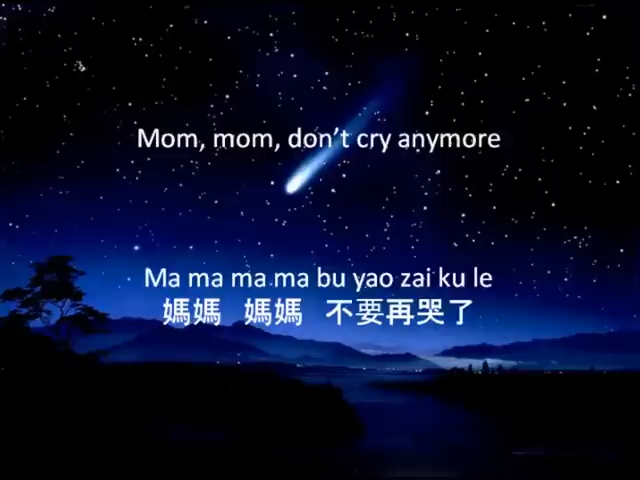 Mom, mom, don't cry anymore
Ma ma ma ma bu yao zai ku le
媽媽 媽媽 不要再哭了